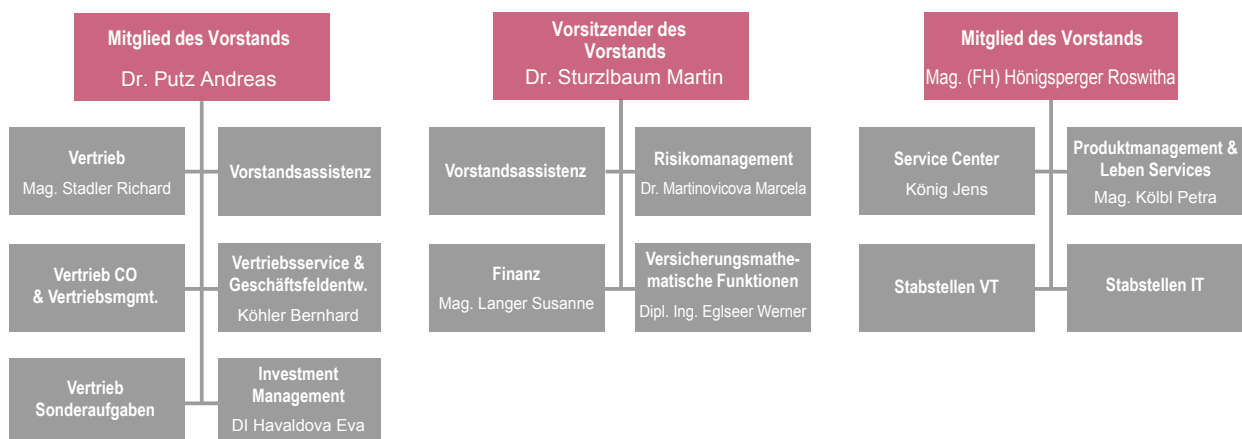 Mitglied des Vorstands
Dr. Putz Andreas
Vertrieb
Mag. Stadler Richard
Vorstandsassistenz
Vertrieb CO
& Vertriebsmgmt.
Vertriebsservice &
Geschäftsfeldentw.
Köhler Bernhard
Vertrieb
Sonderaufgaben
Investment
Management
DI Havaldova Eva
Vorsitzender des
Vorstands
Dr. Sturzlbaum Martin
Vorstandsassistenz
Risikomanagement
Dr. Martinovicova Marcela
Finanz
Mag. Langer Susanne
Versicherungsmathe-
matische Funktionen
Dipl. Ing. Eglseer Werner
Mitglied des Vorstands
Mag. (FH) Hönigsperger Roswitha
Service Center
König Jens
Produktmanagement &
Leben Services
Mag. Kölbl Petra
Stabstellen VT
Stabstellen IT